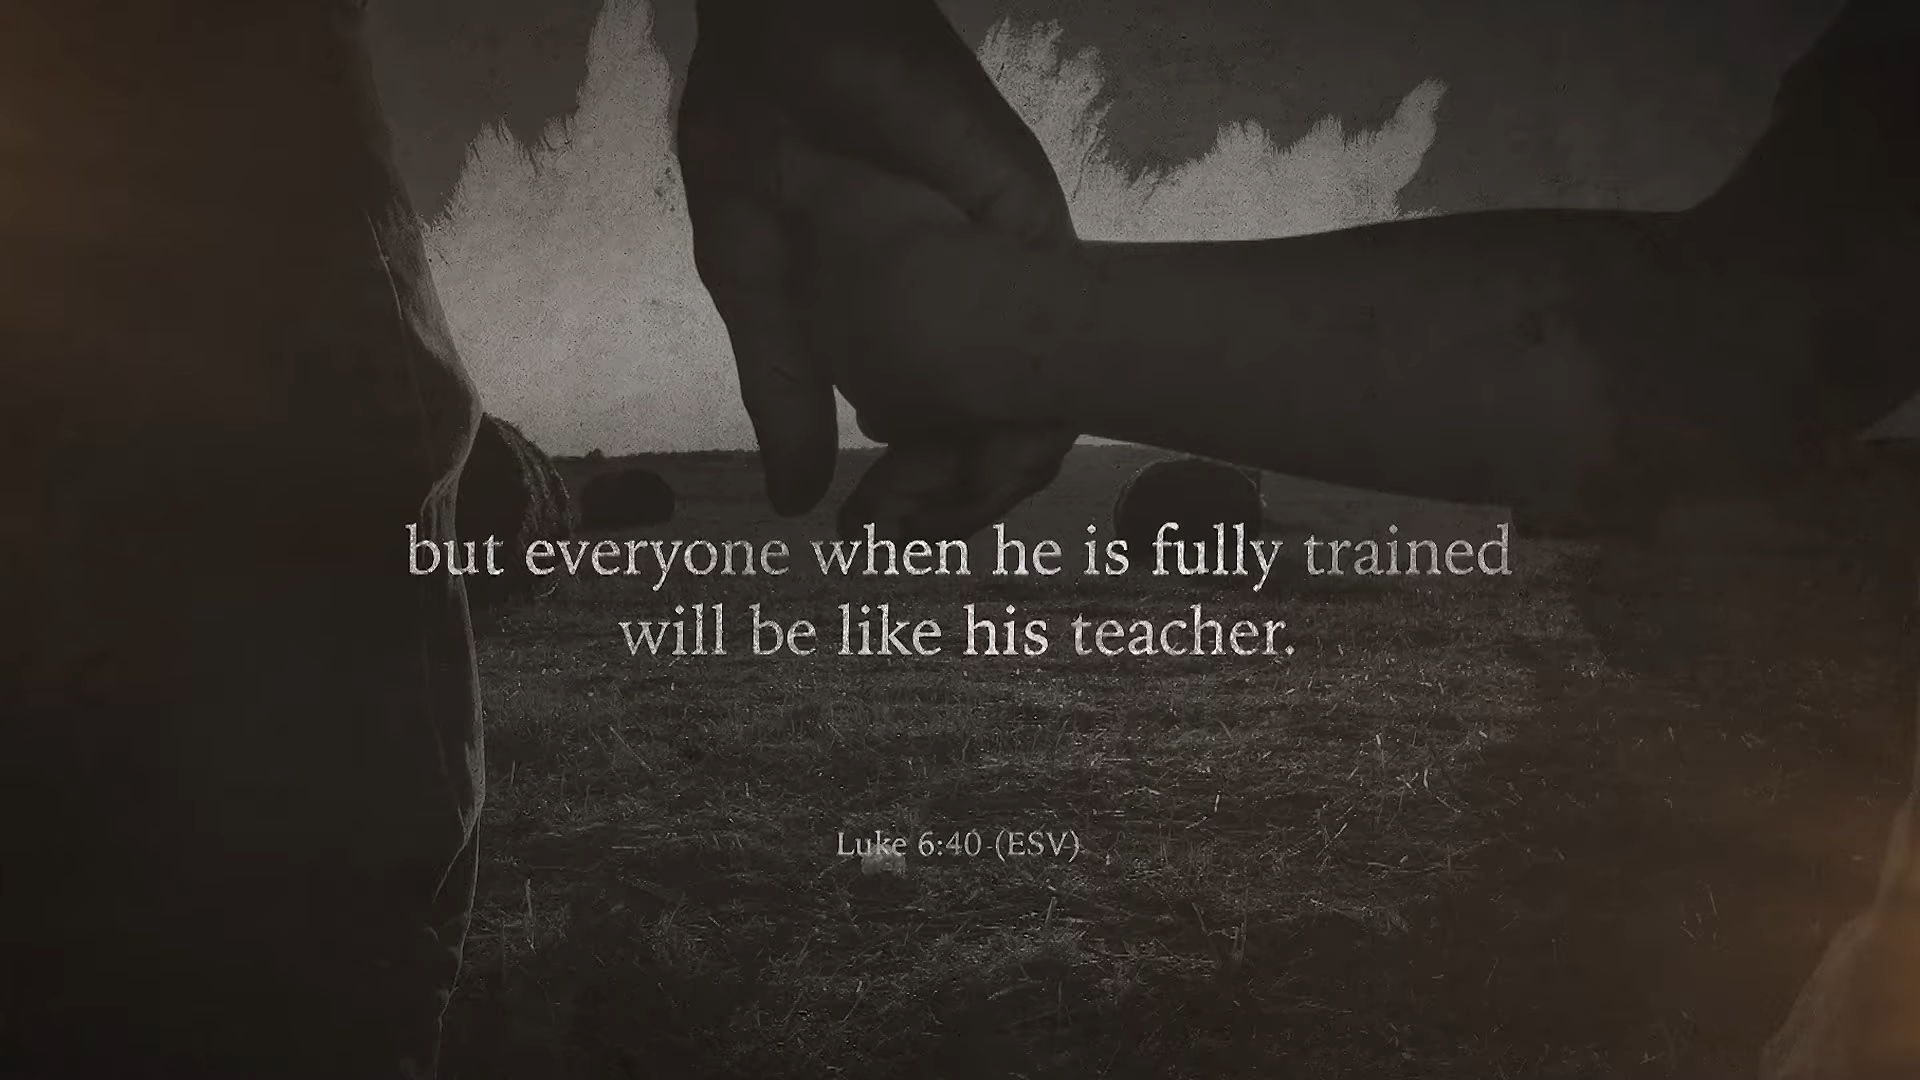 but everyone when he is fully trained
will be like his teacher.
Luke 6:40 (ESV)